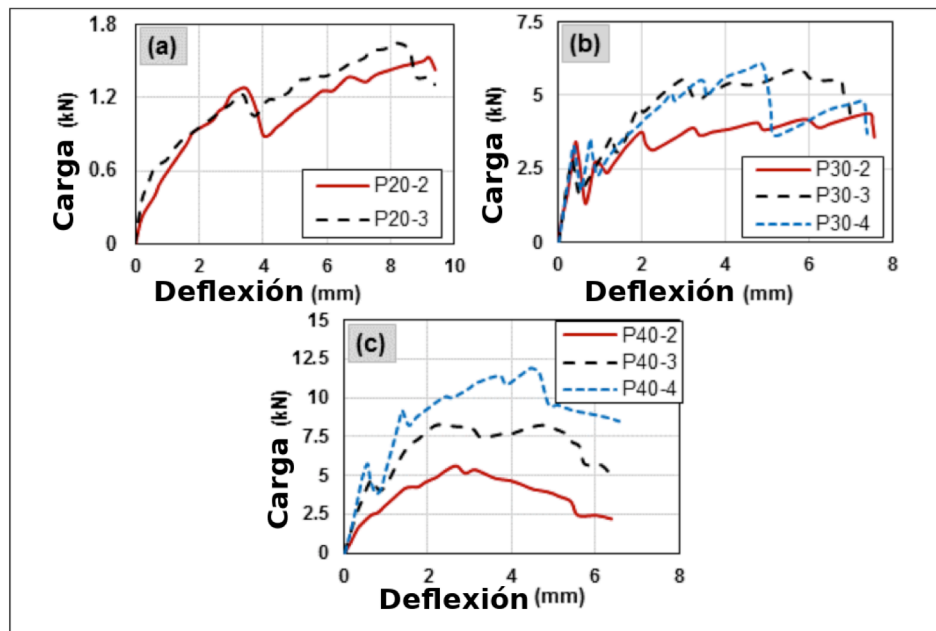 (a)
Carga (kN)
1.8
1.2
0.6
0
P20-2
P20-3
0 2 4 6 8 10
Deflexión (mm)
(b)
Carga (kN)
7.5
5
2.5
0
P30-2
P30-3
P30-4
0 2 4 6 8
Deflexión (mm)
(c)
Carga (kN)
15
12.5
10
7.5
5
2.5
0
P40-2
P40-3
P40-4
0 2 4 6 8
Deflexión (mm)